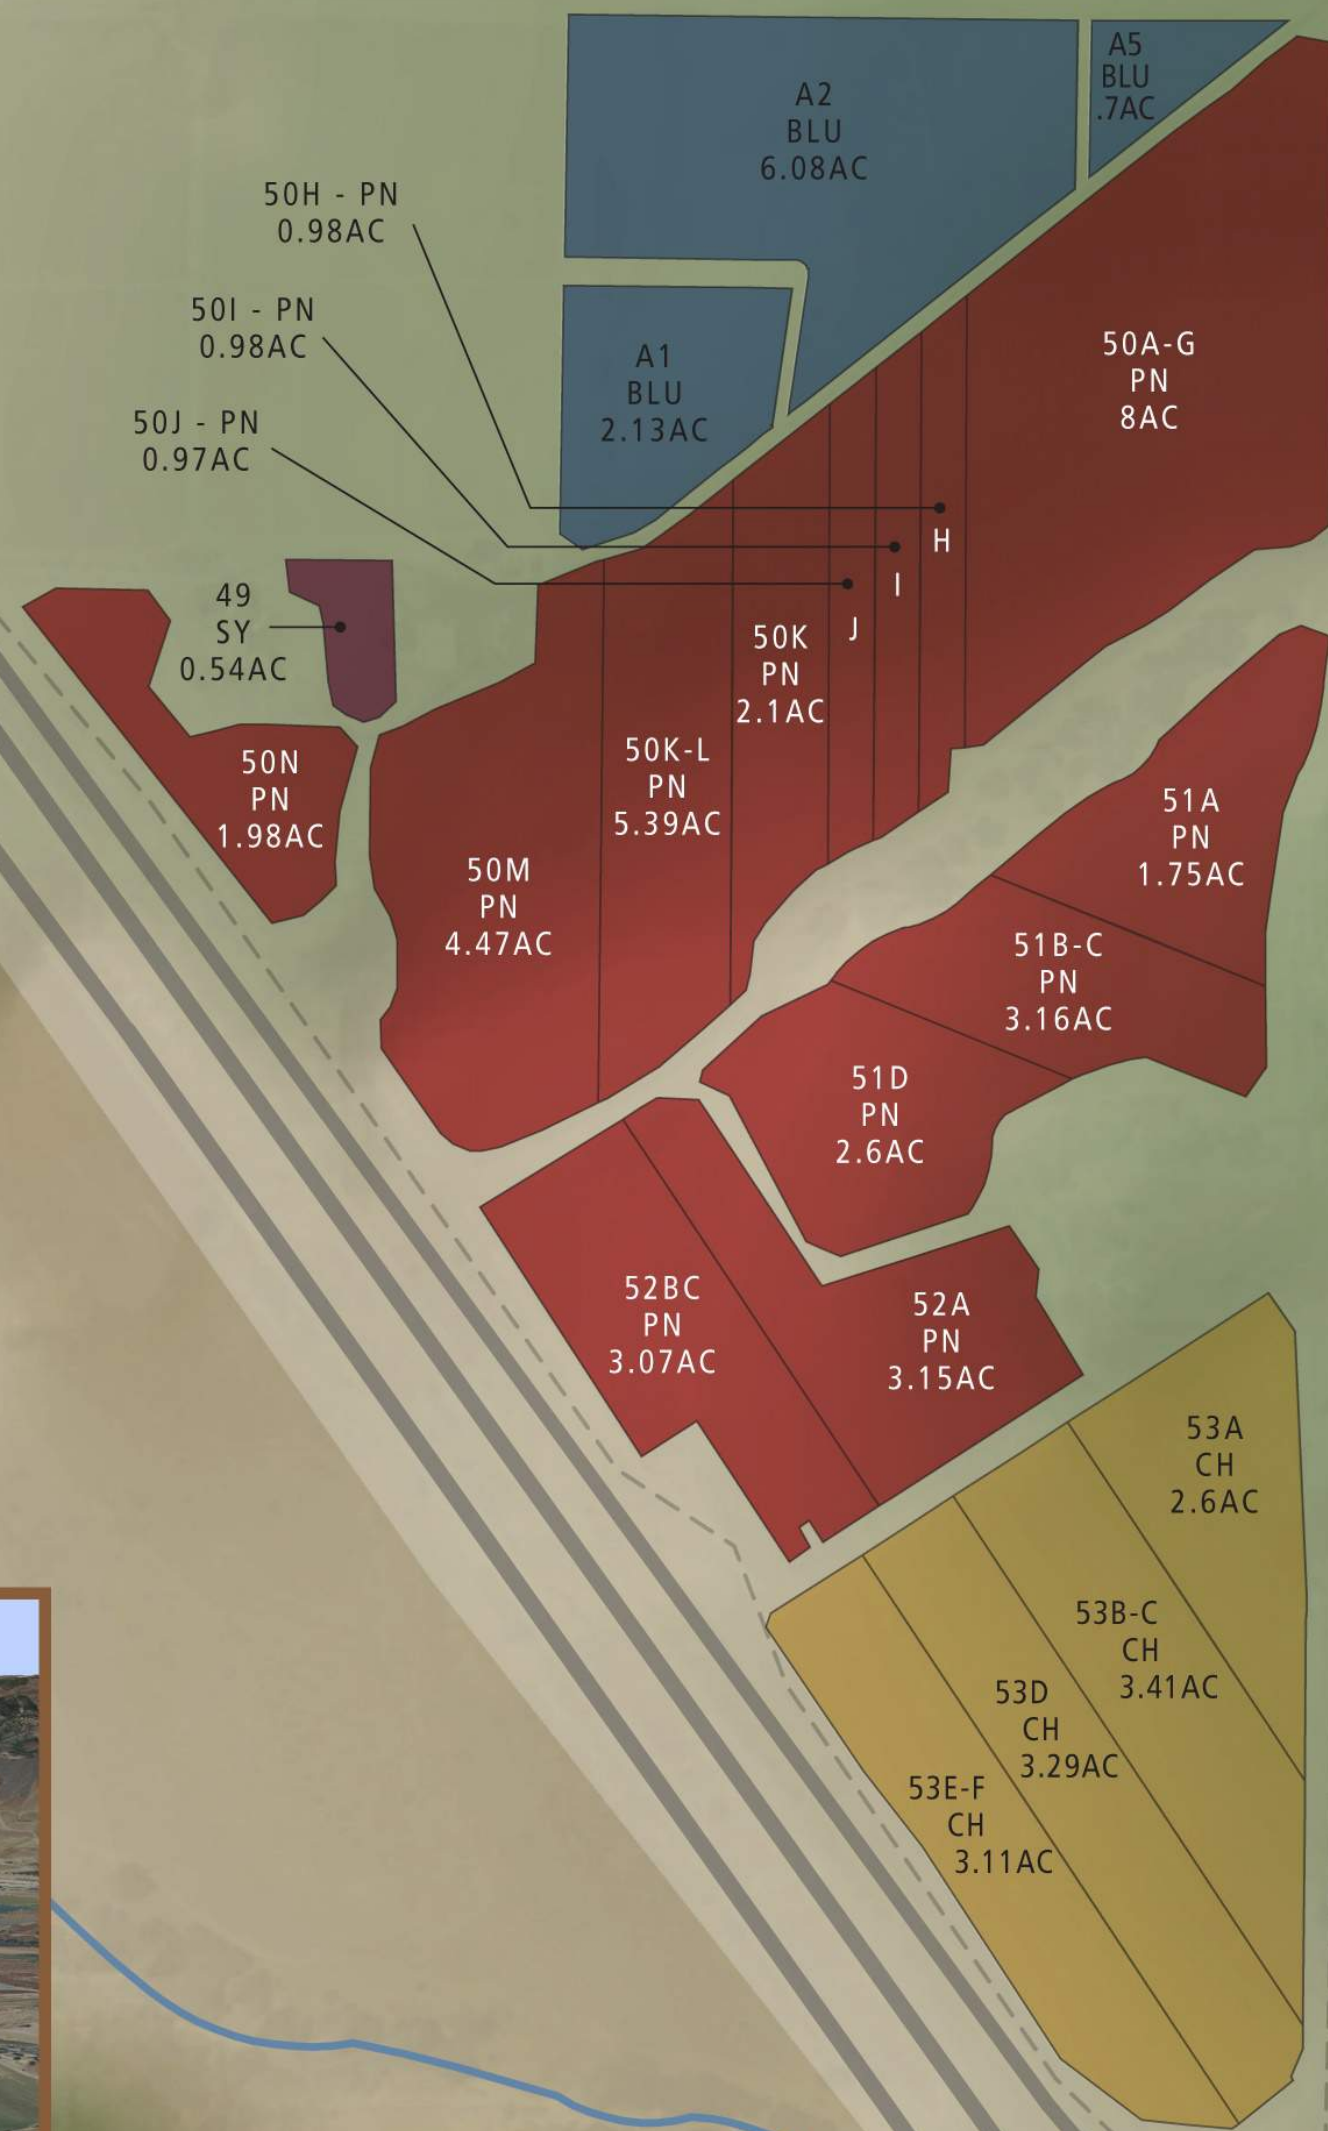 A2
BLU
6.08AC
A5
BLU
.7AC
50H - PN
0.98AC
50I - PN
0.98AC
50J - PN
0.97AC
A1
BLU
2.13AC
50A-G
PN
8AC
H
I
J
49
SY
0.54AC
50K
PN
2.1AC
50K-L
PN
5.39AC
50N
PN
1.98AC
50M
PN
4.47AC
51A
PN
1.75AC
51B-C
PN
3.16AC
51D
PN
2.6AC
52BC
PN
3.07AC
52A
PN
3.15AC
53A
CH
2.6AC
53B-C
CH
3.41AC
53D
CH
3.29AC
53E-F
CH
3.11AC